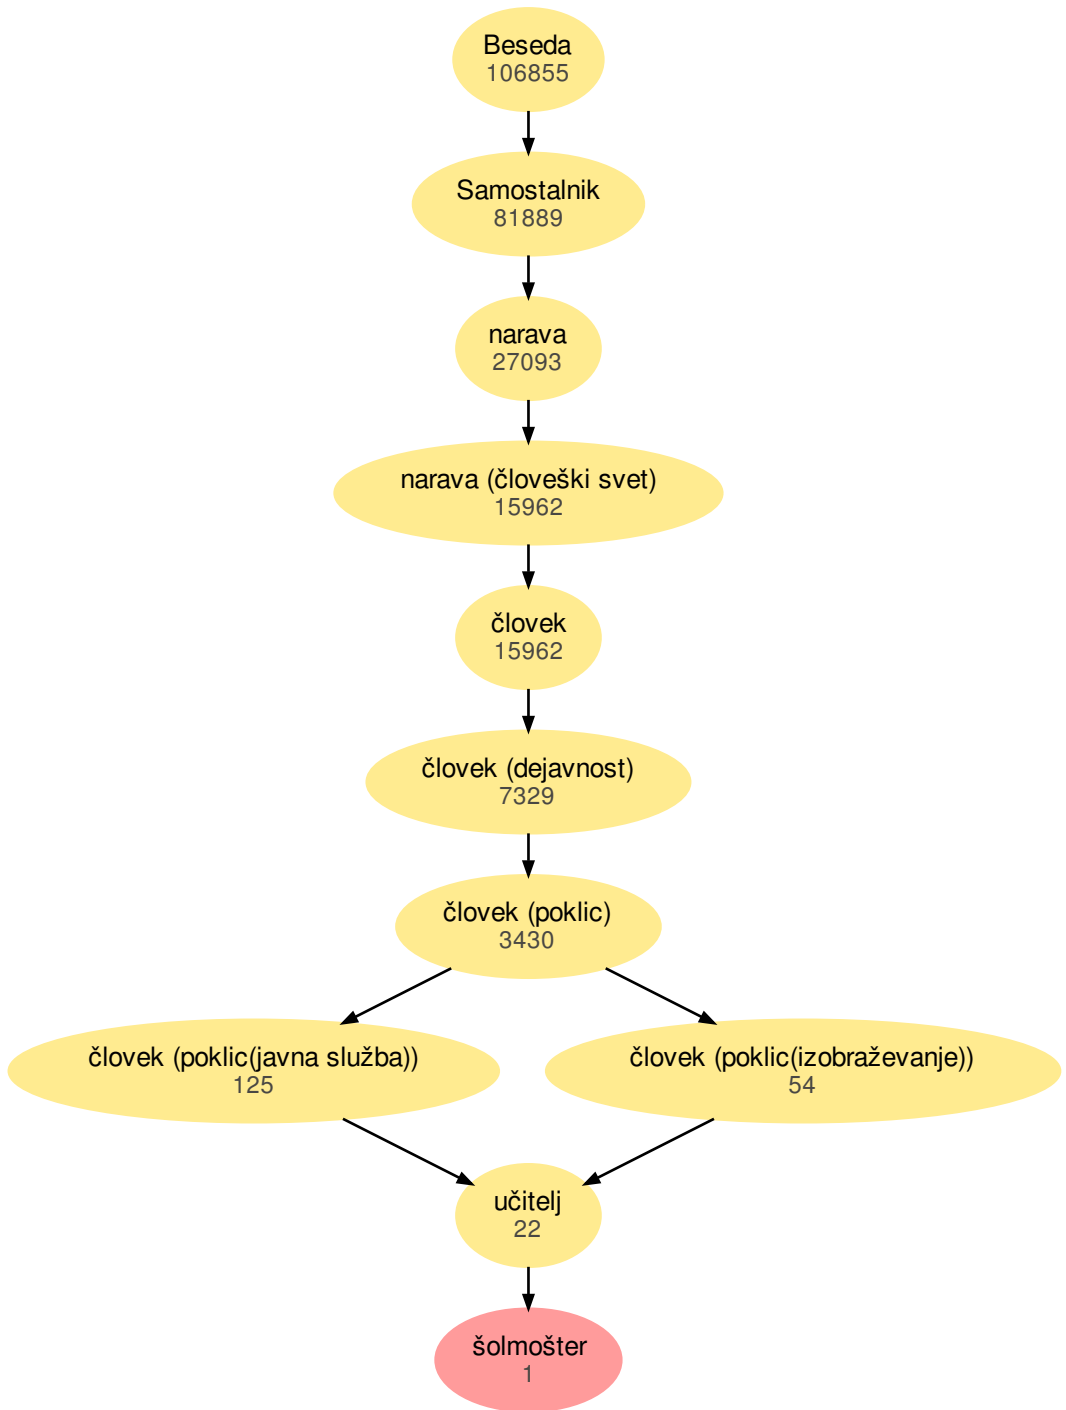 Beseda
106855
Samostalnik
81889
narava
27093
narava (človeški svet)
15962
človek
15962
človek (dejavnost)
7329
človek (poklic)
3430
človek (poklic(javna služba))
125
človek (poklic(izobraževanje))
54
učitelj
22
šolmošter
1